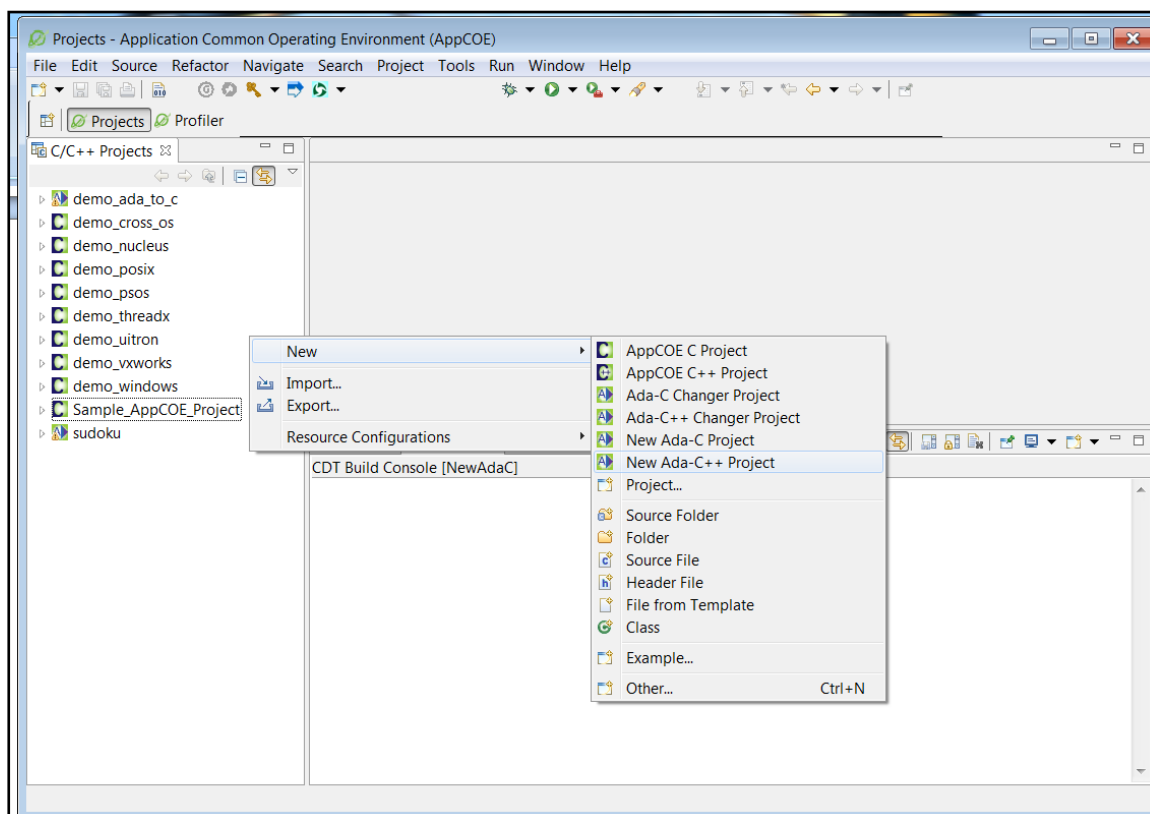 Projects - Application Common Operating Environment (AppCOE)
File Edit Source Refactor Navigate Search Project Tools Run Window Help
Projects Profiler
C/C++ Projects
demo_ada_to_c
demo_cross_os
demo_nucleus
demo_posix
demo_psos
demo_threadx
demo_uitron
demo_vxworks
demo_windows
Sample_AppCOE_Project
sudoku
New
Import...
Export...
Resource Configurations
AppCOE C Project
AppCOE C++ Project
Ada-C Changer Project
Ada-C++ Changer Project
New Ada-C Project
New Ada-C++ Project
Project...
Source Folder
Folder
Source File
Header File
File from Template
Class
Example...
Other... Ctrl+N
CDT Build Console [NewAdaC]